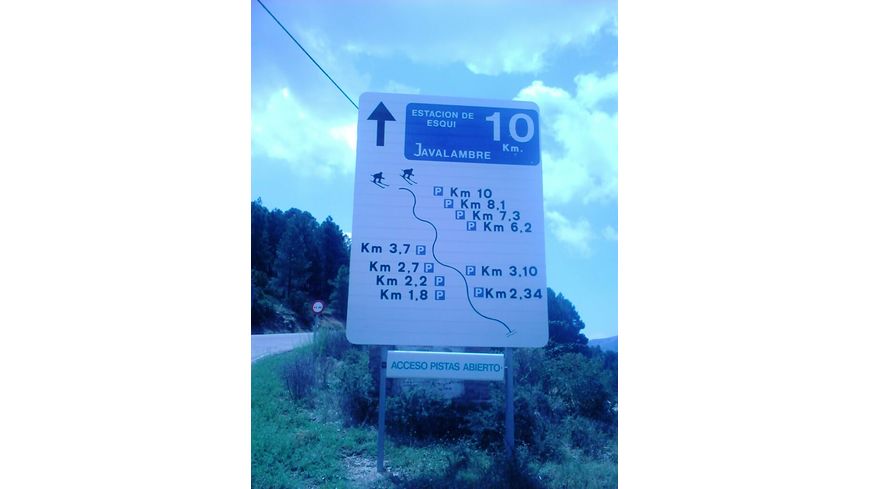 ESTACION DE
ESQUI
JAVALAMBRE
10
Km.
P Km 10
P Km 8,1
P Km 7,3
P Km 6,2
Km 3,7 P
Km 2,7 P
Km 2,2 P
Km 1,8 P
P Km 3,10
P Km 2,34
ACCESO PISTAS ABIERTO